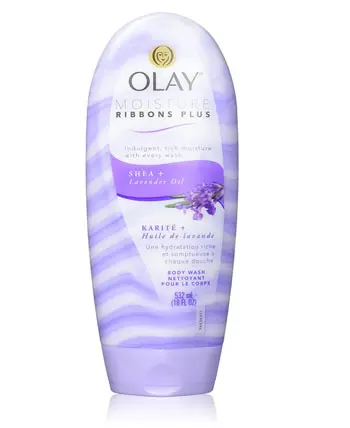 OLAY
MOISTURE
RIBBONS PLUS
Indulgent, rich moisture
with every wash
SHEA +
Lavender Oil
KARITÉ +
Huile de lavande
Une hydratation riche
et somptueuse à
chaque douche
BODY WASH
NETTOYANT
POUR LE CORPS
532 mL
(18 FL OZ)